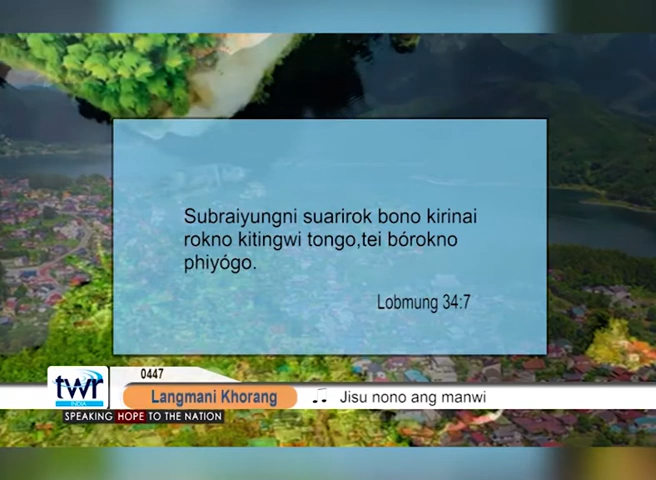 Subraiyungni suarirok bono kirinai
rokno kitingwi tongo,tei bórokno
phiyógo.
Lobmung 34:7
0447
twr
INDIA
Langmani Khorang
Jisu nono ang manwi
SPEAKING HOPE TO THE NATION